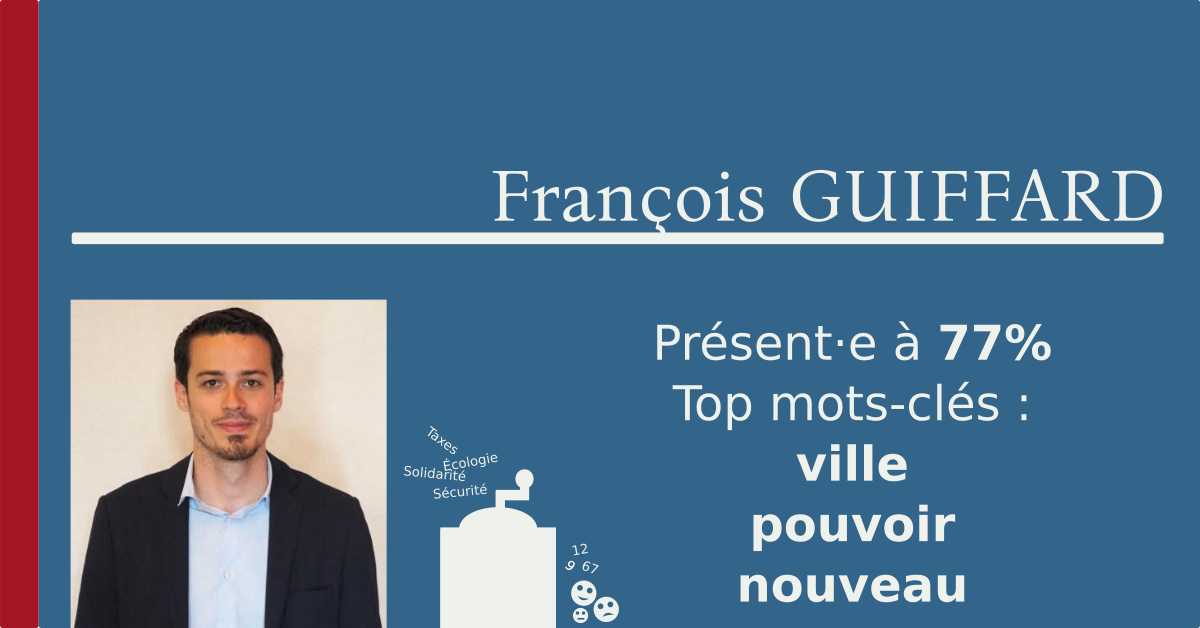 François GUIFFARD
Présent·e à 77%
Top mots-clés :
ville
pouvoir
nouveau
Taxes
Écologie
Solidarité
Sécurité
12
9 67